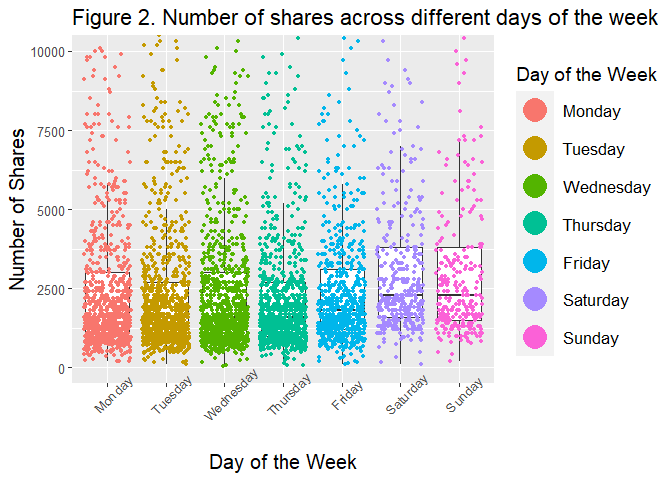 Figure 2. Number of shares across different days of the week
10000
7500
5000
2500
0
Number of Shares
Monday
Tuesday
Wednesday
Thursday
Friday
Saturday
Sunday
Day of the Week
Day of the Week
Monday
Tuesday
Wednesday
Thursday
Friday
Saturday
Sunday